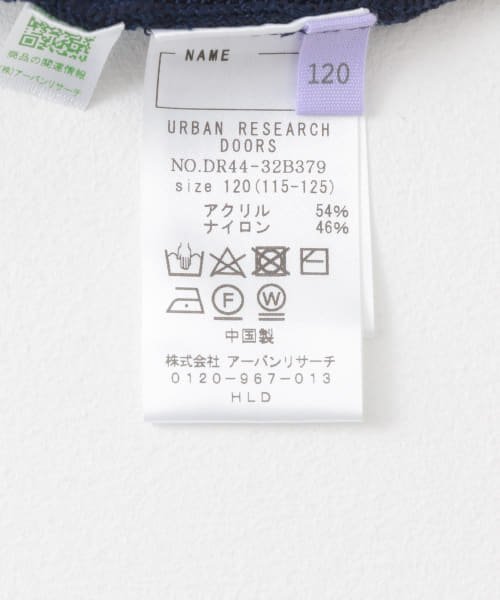 商品の関連情報
(株)アーバンリサーチ
NAME
120
URBAN RESEARCH
DOORS
NO.DR44-32B379
size 120(115-125)
アクリル 54%
ナイロン 46%
F
W
中国製
株式会社 アーバンリサーチ
0120-967-013
HLD